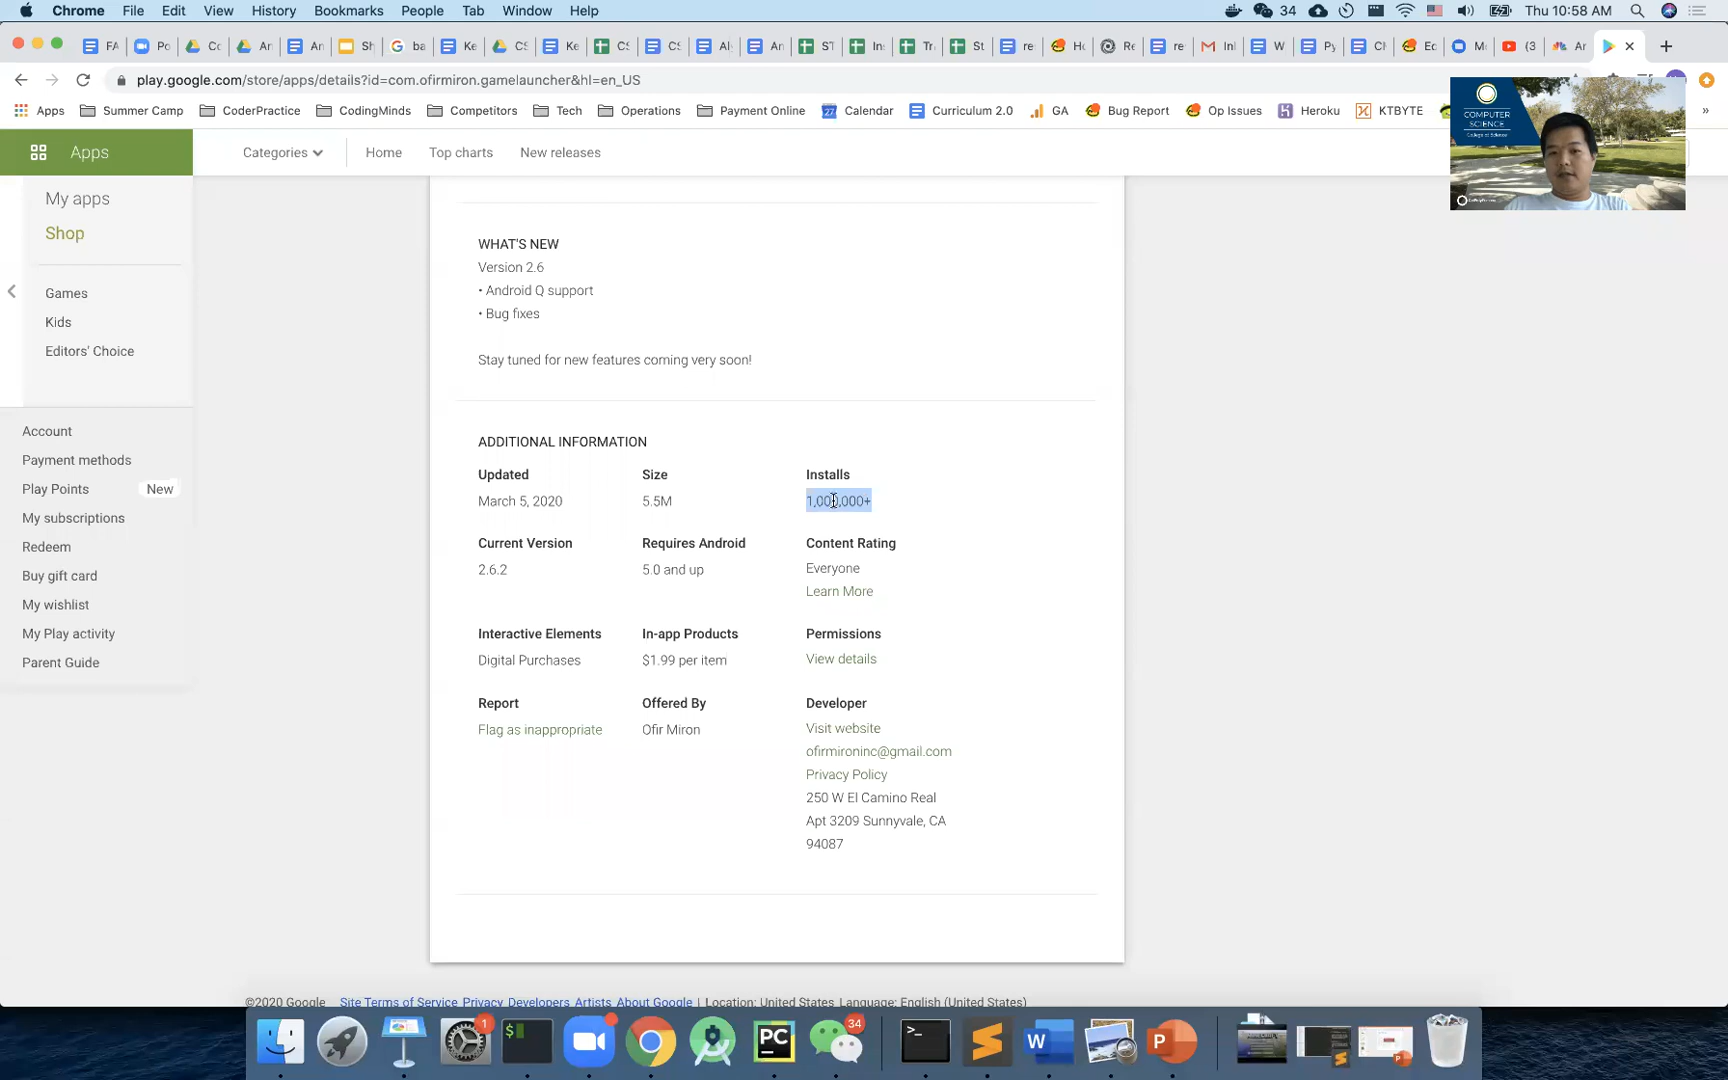 Chrome File Edit View History Bookmarks People Tab Window Help
34 Thu 10:58 AM
play.google.com/store/apps/details?id=com.ofirmiron.gamelauncher&hl=en_US
Apps Summer Camp CoderPractice CodingMinds Competitors Tech Operations Payment Online Calendar Curriculum 2.0 GA Bug Report Op Issues Heroku KTBYTE »
COMPUTER
SCIENCE
College of Science
Apps Categories Home Top charts New releases
My apps
Shop
Games
Kids
Editors' Choice
Account
Payment methods
Play Points New
My subscriptions
Redeem
Buy gift card
My wishlist
My Play activity
Parent Guide
WHAT'S NEW
Version 2.6
• Android Q support
• Bug fixes
Stay tuned for new features coming very soon!
ADDITIONAL INFORMATION
Updated Size Installs
March 5, 2020 5.5M 1,000,000+
Current Version Requires Android Content Rating
2.6.2 5.0 and up Everyone
Learn More
Interactive Elements In-app Products Permissions
Digital Purchases $1.99 per item View details
Report Offered By Developer
Flag as inappropriate Ofir Miron Visit website
ofirmironinc@gmail.com
Privacy Policy
250 W El Camino Real
Apt 3209 Sunnyvale, CA
94087
©2020 Google Site Terms of Service Privacy Developers Artists About Google | Location: United States Language: English (United States)
1 $ PC 34 >_ W P